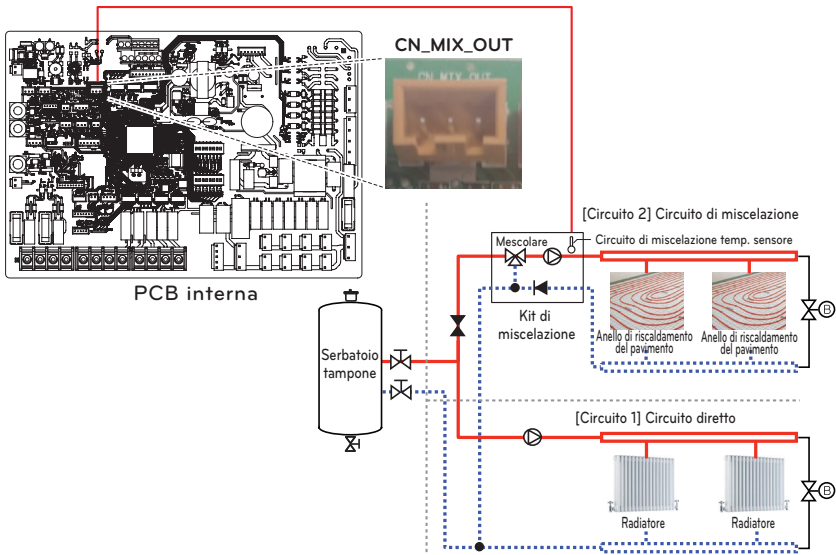 CN_MIX_OUT
CN_MIX_OUT
PCB interna
[Circuito 2] Circuito di miscelazione
Mescolare
Circuito di miscelazione temp. sensore
Kit di
miscelazione
Anello di riscaldamento
del pavimento
Anello di riscaldamento
del pavimento
B
Serbatoio
tampone
[Circuito 1] Circuito diretto
B
Radiatore
Radiatore